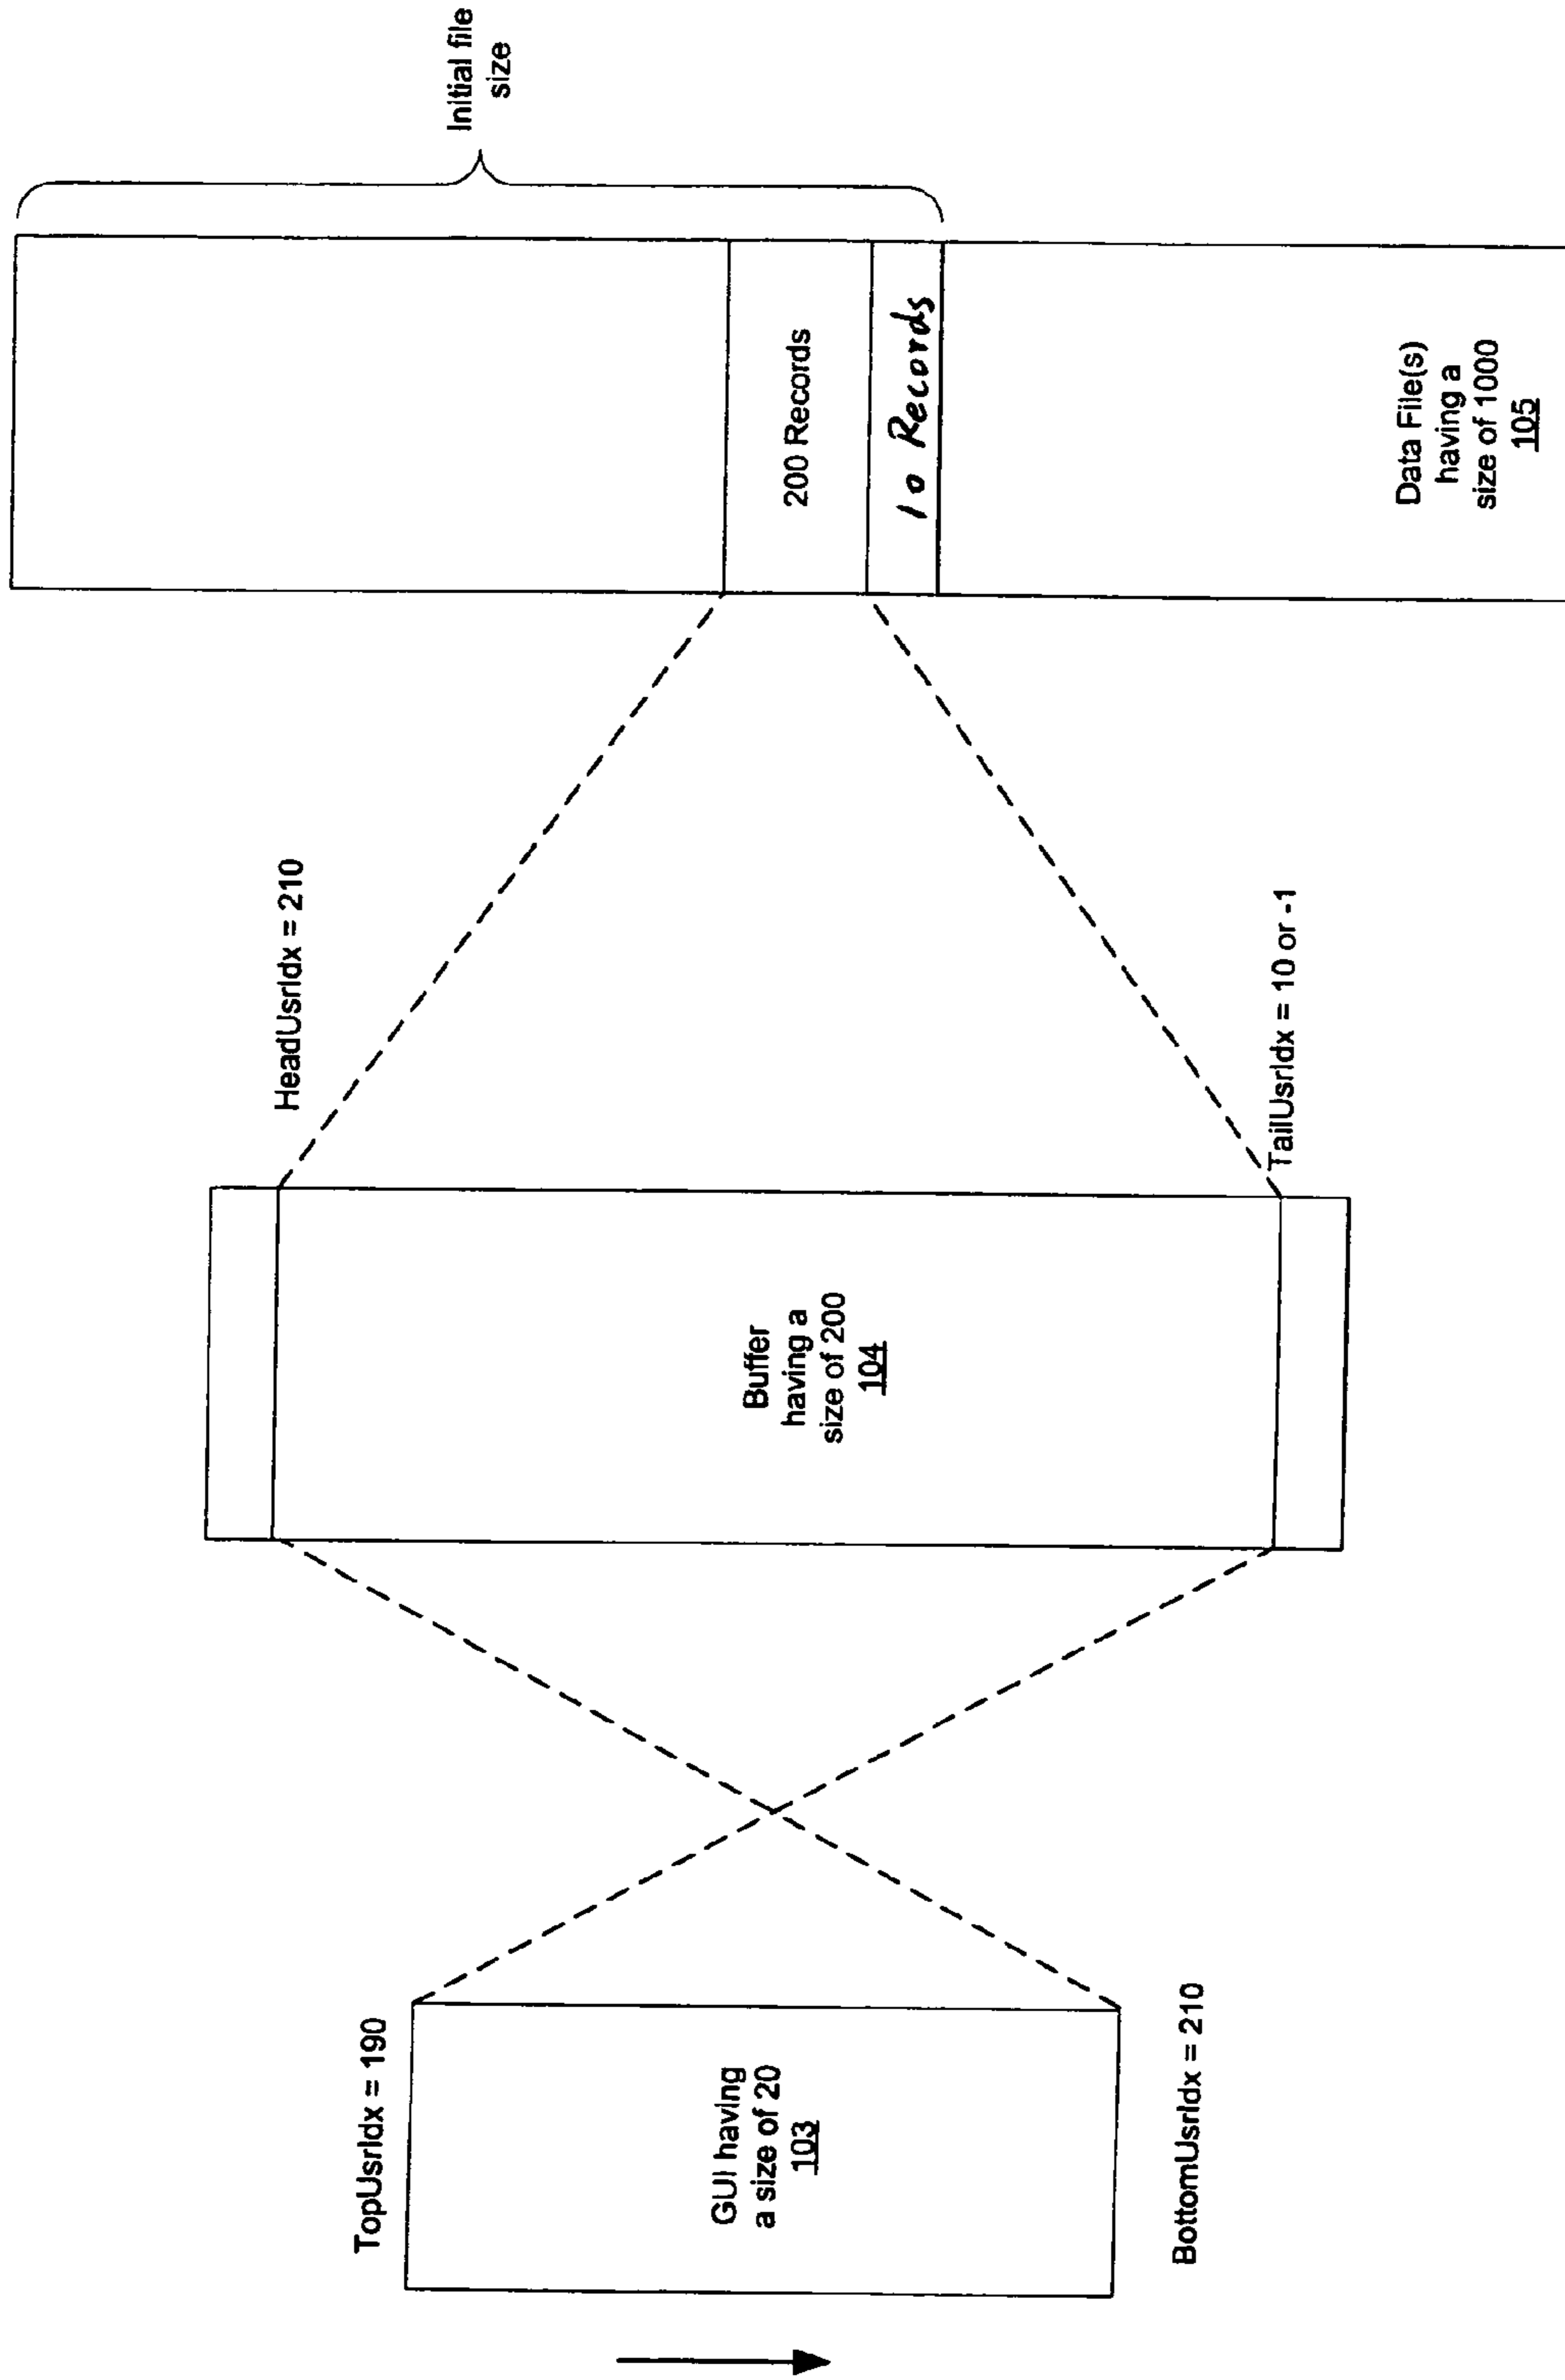 TopUsrIdx = 190
GUI having
a size of 20
103
BottomUsrIdx = 210
HeadUsrIdx = 210
Buffer
having a
size of 200
104
TailUsrIdx = 10 or -1
Initial file
size
200 Records
10 Records
Data File(s)
having a
size of 1000
105